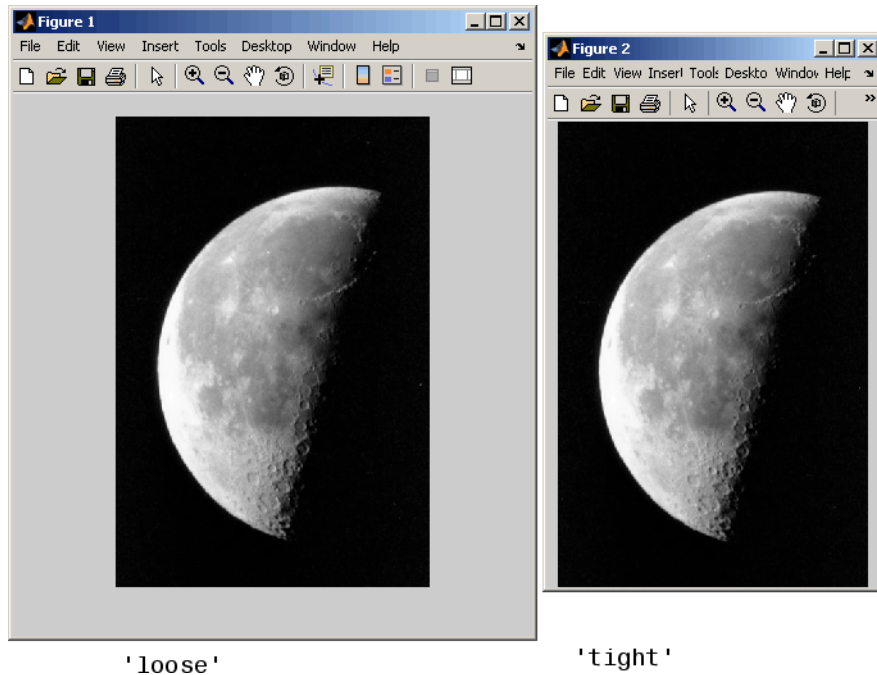 Figure 1
File Edit View Insert Tools Desktop Window Help
'loose'
Figure 2
File Edit View Insert Tools Deskto Window Help
'tight'